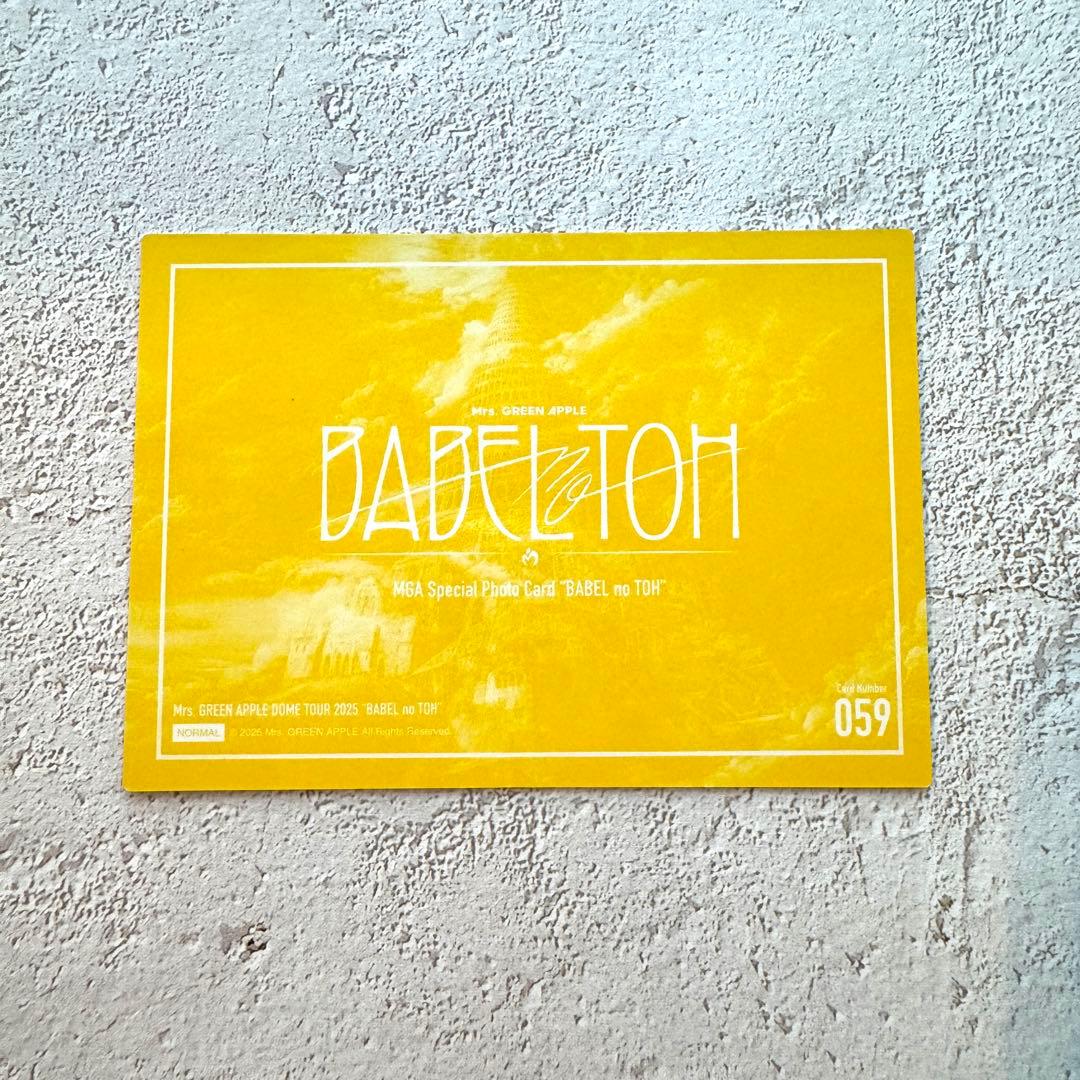 Mrs. GREEN APPLE
BABEL no TOH
MGA Special Photo Card "BABEL no TOH"
Mrs. GREEN APPLE DOME TOUR 2025 "BABEL no TOH"
NORMAL © 2025 Mrs. GREEN APPLE All Rights Reserved.
Card Number
059